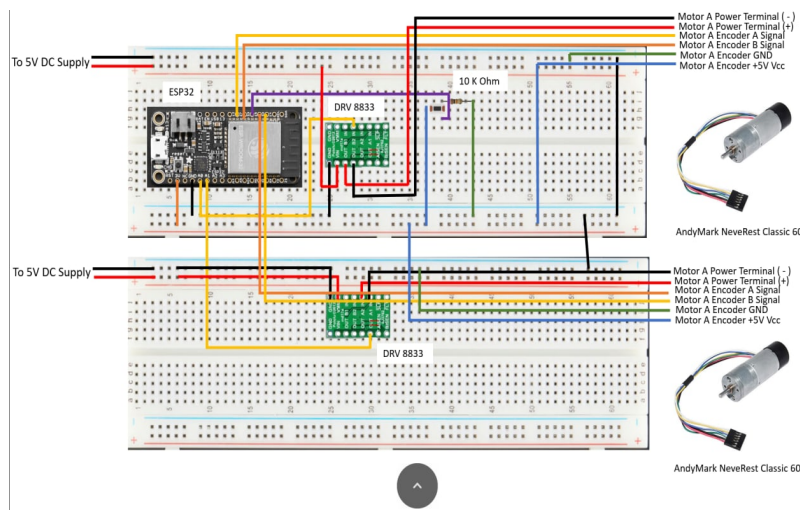 Motor A Power Terminal ( - )
Motor A Power Terminal (+)
Motor A Encoder A Signal
Motor A Encoder B Signal
Motor A Encoder GND
Motor A Encoder +5V Vcc
To 5V DC Supply
ESP32
DRV 8833
10 K Ohm
AndyMark NeveRest Classic 60
To 5V DC Supply
Motor A Power Terminal ( - )
Motor A Power Terminal (+)
Motor A Encoder A Signal
Motor A Encoder B Signal
Motor A Encoder GND
Motor A Encoder +5V Vcc
DRV 8833
AndyMark NeveRest Classic 60